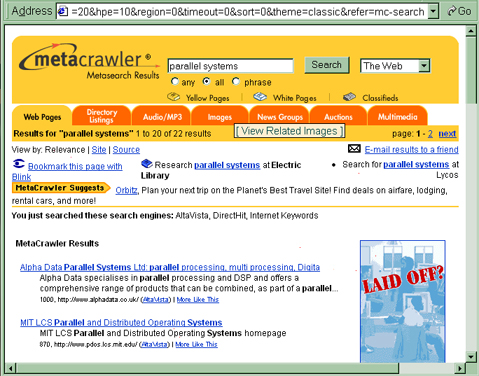 Address =20&hpe=10&region=0&timeout=0&sort=0&theme=classic&refer=mc-search Go
metacrawler ®
Metasearch Results
parallel systems Search The Web
any all phrase
Yellow Pages | White Pages | Classifieds
Web Pages Directory Listings Audio/MP3 Images News Groups Auctions Multimedia
Results for "parallel systems" 1 to 20 of 22 results [ View Related Images ] page: 1 - 2 next
View by: Relevance | Site | Source E-mail results to a friend
Bookmark this page with Blink
Research parallel systems at Electric Library
• Search for parallel systems at Lycos
MetaCrawler Suggests Orbitz, Plan your next trip on the Planet's Best Travel Site! Find deals on airfare, lodging,
rental cars, and more!
You just searched these search engines: AltaVista, DirectHit, Internet Keywords
MetaCrawler Results
Alpha Data Parallel Systems Ltd: parallel processing, multi processing, Digita
Alpha Data specialises in parallel processing and DSP and offers a
comprehensive range of products that can be combined, as part of a parallel...
1000, http://www.alphadata.co.uk/ (AltaVista) | More Like This
MIT LCS Parallel and Distributed Operating Systems
MIT LCS Parallel and Distributed Operating Systems homepage
870, http://www.pdos.lcs.mit.edu/ (AltaVista) | More Like This
LAID OFF?